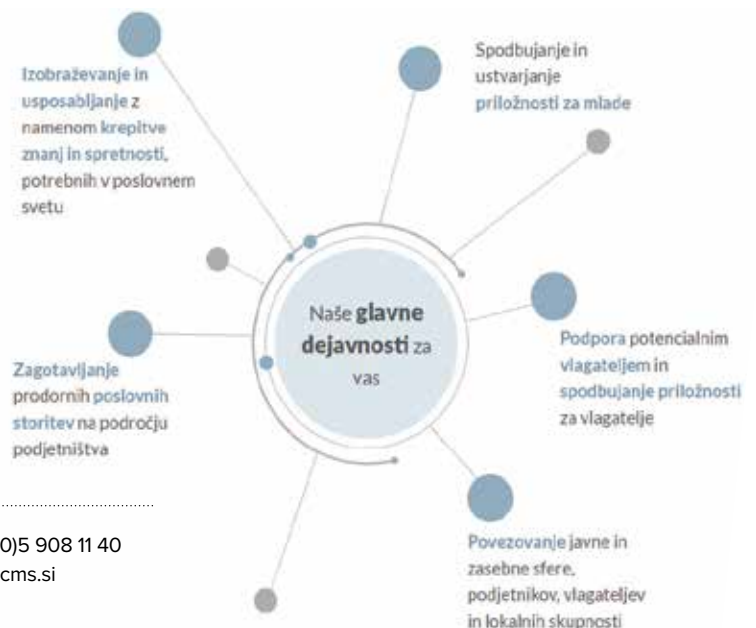 Izobraževanje in
usposabljanje z
namenom krepitve
znanj in spretnosti,
potrebnih v poslovnem
svetu
Spodbujanje in
ustvarjanje
priložnosti za mlade
Naše glavne
dejavnosti za
vas
Zagotavljanje
prodornih poslovnih
storitev na področju
podjetništva
Podpora potencialnim
vlagateljem in
spodbujanje priložnosti
za vlagatelje
Povezovanje javne in
zasebne sfere,
podjetnikov, vlagateljev
in lokalnih skupnosti
0)5 908 11 40
cms.si